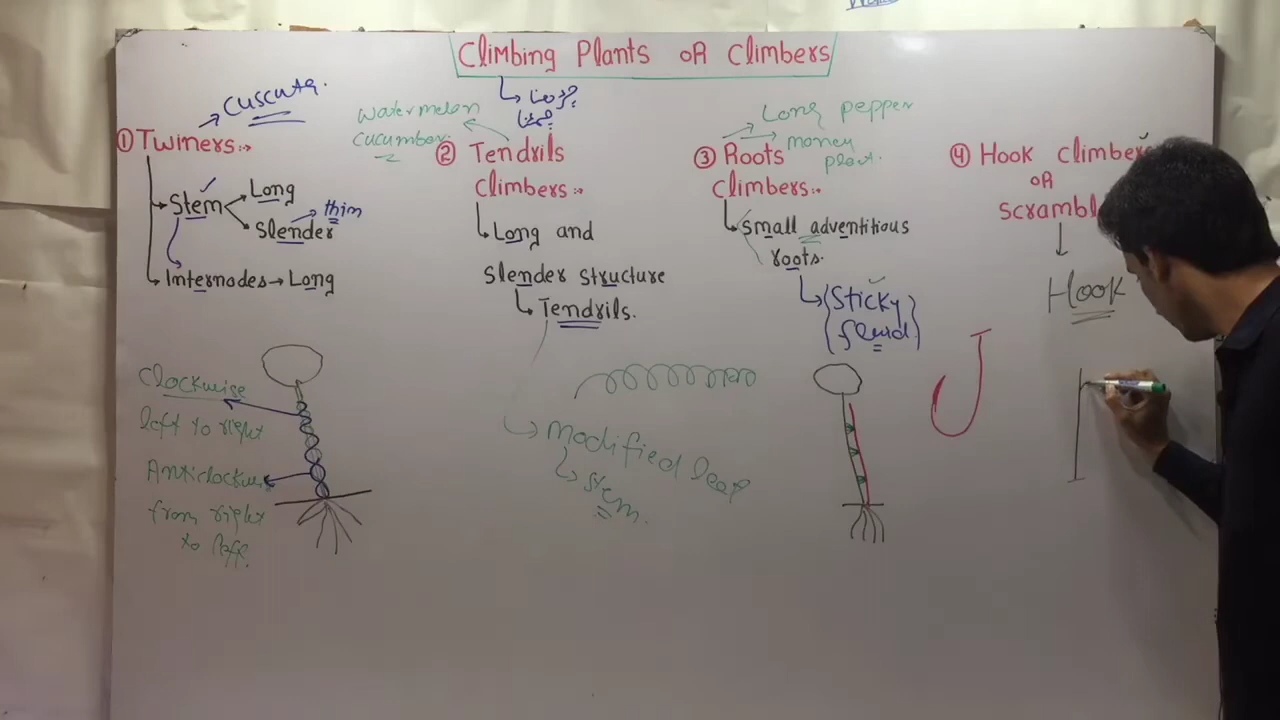 Climbing Plants OR Climbers
چڑھنا
چمٹنا
① Twiners:-
Cuscuta.
Stem
Long
Slender
thin
Internodes → Long
Clockwise
left to right
Anticlockwise
from right
to left.
watermelon
cucumber.
② Tendrils
Climbers:-
Long and
Slender structure
Tendrils.
Modified leaf
stem.
③ Roots
Climbers:-
Long pepper
money
plant.
small adventitious
roots.
Sticky
fluid.
④ Hook climbers
OR
Scrambl
Hook